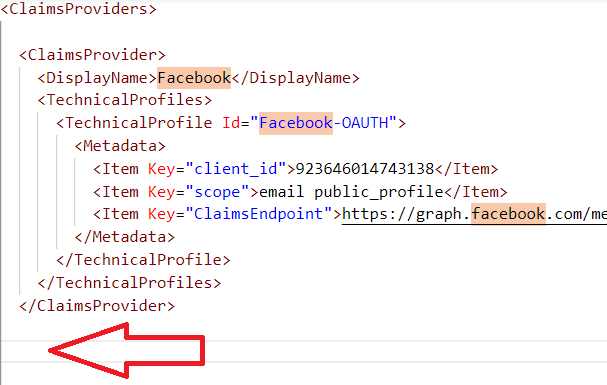 <ClaimsProviders>
<ClaimsProvider>
<DisplayName>Facebook</DisplayName>
<TechnicalProfiles>
<TechnicalProfile Id="Facebook-OAUTH">
<Metadata>
<Item Key="client_id">923646014743138</Item>
<Item Key="scope">email public_profile</Item>
<Item Key="ClaimsEndpoint">https://graph.facebook.com/me
</Metadata>
</TechnicalProfile>
</TechnicalProfiles>
</ClaimsProvider>